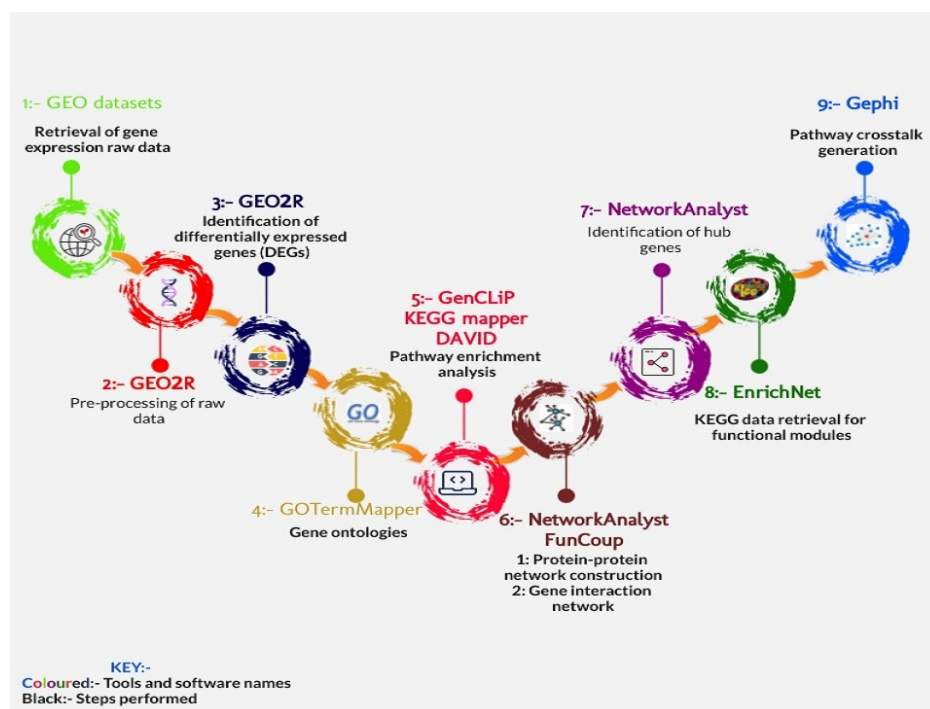 1:- GEO datasets
Retrieval of gene
expression raw data
2:- GEO2R
Pre-processing of raw
data
3:- GEO2R
Identification of
differentially expressed
genes (DEGs)
4:- GOTermMapper
Gene ontologies
GO
5:- GenCLiP
KEGG mapper
DAVID
Pathway enrichment
analysis
6:- NetworkAnalyst
FunCoup
1: Protein-protein
network construction
2: Gene interaction
network
7:- NetworkAnalyst
Identification of hub
genes
8:- EnrichNet
KEGG data retrieval for
functional modules
9:- Gephi
Pathway crosstalk
generation
KEY:-
Coloured:- Tools and software names
Black:- Steps performed